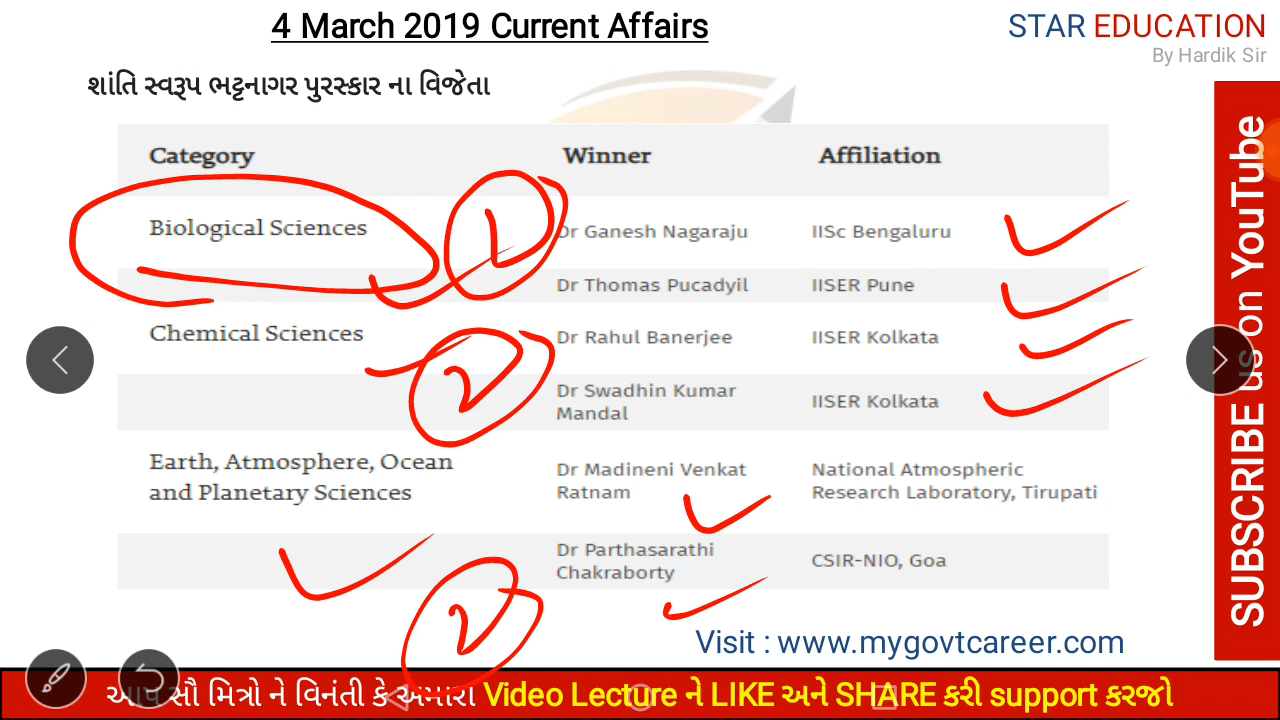 4 March 2019 Current Affairs
STAR EDUCATION
By Hardik Sir
શાંતિ સ્વરૂપ ભટ્ટનાગર પુરસ્કાર ના વિજેતા
Category Winner Affiliation
Biological Sciences Dr Ganesh Nagaraju IISc Bengaluru
Dr Thomas Pucadyil IISER Pune
Chemical Sciences Dr Rahul Banerjee IISER Kolkata
Dr Swadhin Kumar
Mandal IISER Kolkata
Earth, Atmosphere, Ocean
and Planetary Sciences
Dr Madineni Venkat
Ratnam
National Atmospheric
Research Laboratory, Tirupati
Dr Parthasarathi
Chakraborty
CSIR-NIO, Goa
Visit : www.mygovtcareer.com
આપ સૌ મિત્રો ને વિનંતી કે અમારા Video Lecture ને LIKE અને SHARE કરી support કરજો
SUBSCRIBE us on YouTube